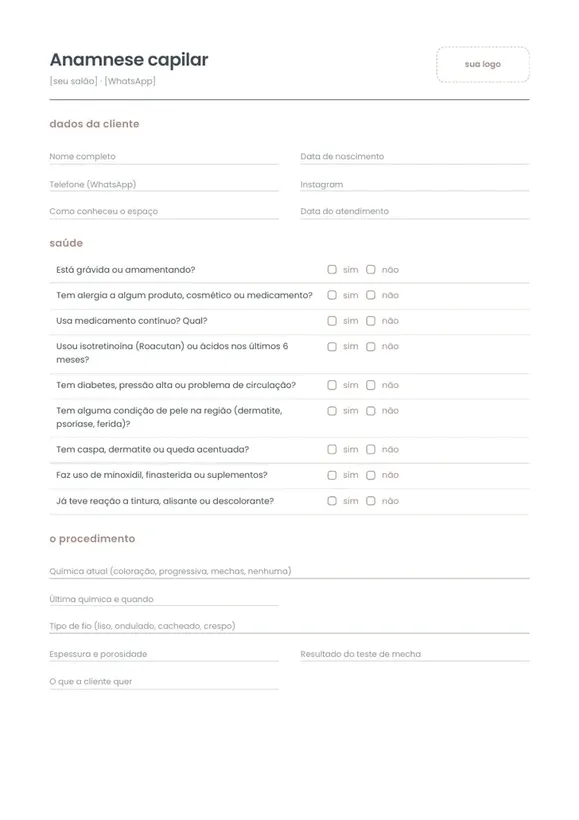 Anamnese capilar
sua logo
[seu salão] · [WhatsApp]
dados da cliente
Nome completo
Data de nascimento
Telefone (WhatsApp)
Instagram
Como conheceu o espaço
Data do atendimento
saúde
Está grávida ou amamentando? sim não
Tem alergia a algum produto, cosmético ou medicamento? sim não
Usa medicamento contínuo? Qual? sim não
Usou isotretinoína (Roacutan) ou ácidos nos últimos 6 sim não
meses?
Tem diabetes, pressão alta ou problema de circulação? sim não
Tem alguma condição de pele na região (dermatite, sim não
psoríase, ferida)?
Tem caspa, dermatite ou queda acentuada? sim não
Faz uso de minoxidil, finasterida ou suplementos? sim não
Já teve reação a tintura, alisante ou descolorante? sim não
o procedimento
Química atual (coloração, progressiva, mechas, nenhuma)
Última química e quando
Tipo de fio (liso, ondulado, cacheado, crespo)
Espessura e porosidade
Resultado do teste de mecha
O que a cliente quer